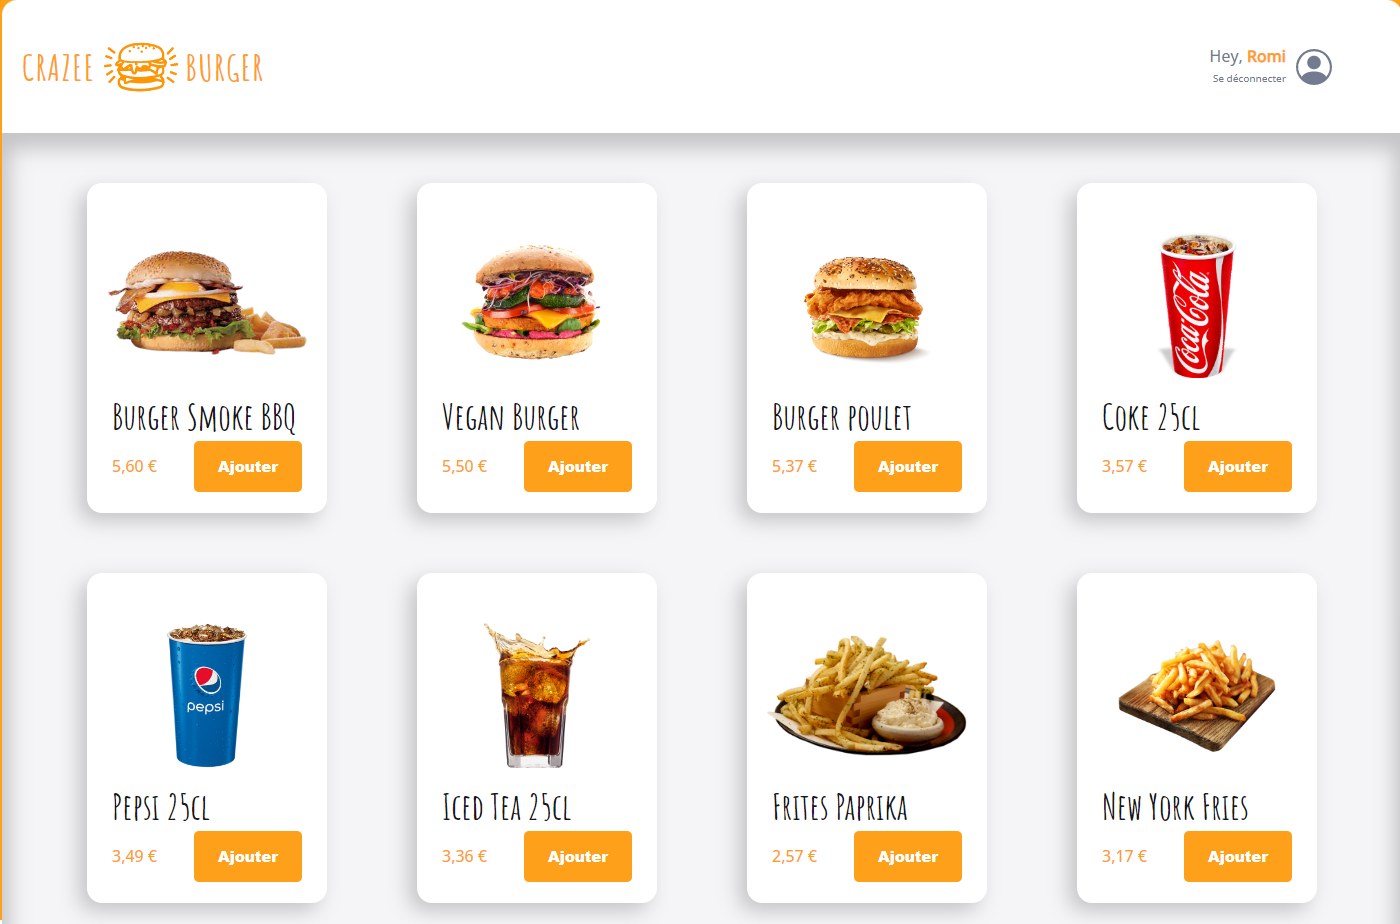 CRAZEE BURGER
Hey, Romi
Se déconnecter
Coca-Cola
Burger Smoke BBQ
Vegan Burger
Burger poulet
Coke 25cl
5,60 €
Ajouter
5,50 €
Ajouter
5,37 €
Ajouter
3,57 €
Ajouter
pepsi
Pepsi 25cl
Iced Tea 25cl
Frites Paprika
New York Fries
3,49 €
Ajouter
3,36 €
Ajouter
2,57 €
Ajouter
3,17 €
Ajouter